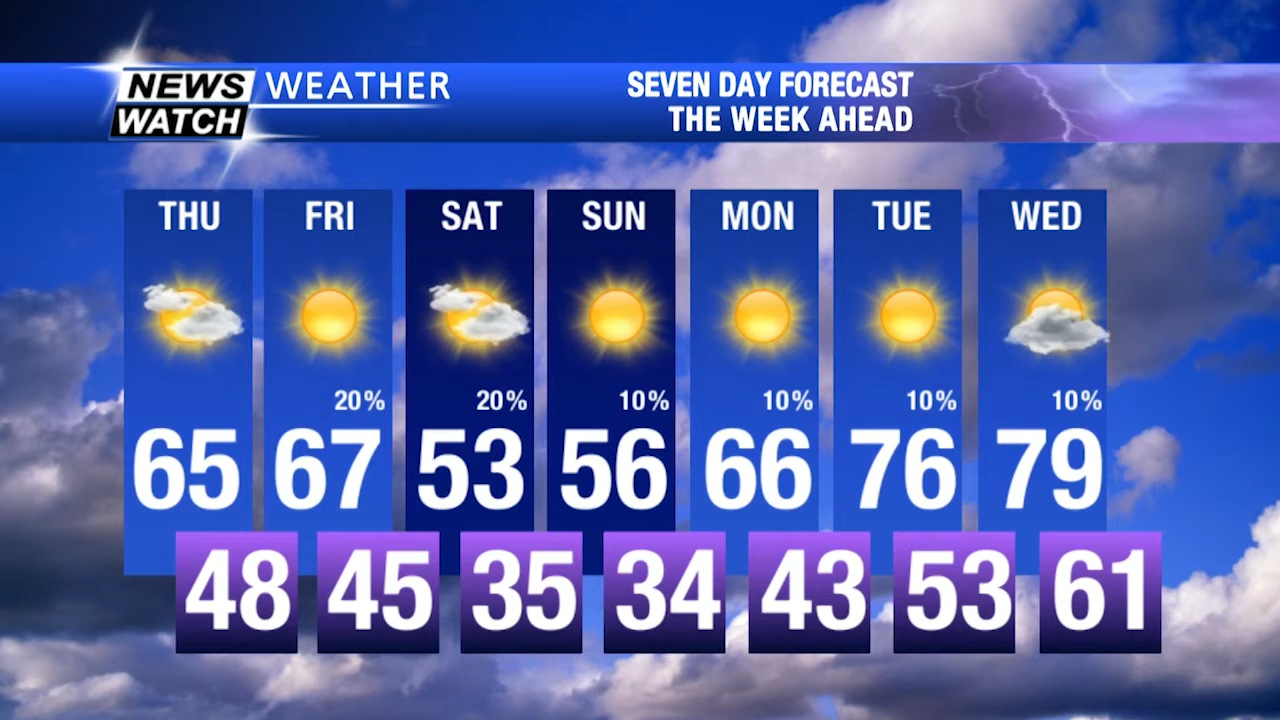 NEWS WATCH WEATHER
SEVEN DAY FORECAST
THE WEEK AHEAD
THU FRI SAT SUN MON TUE WED
20% 20% 10% 10% 10% 10%
65 67 53 56 66 76 79
48 45 35 34 43 53 61